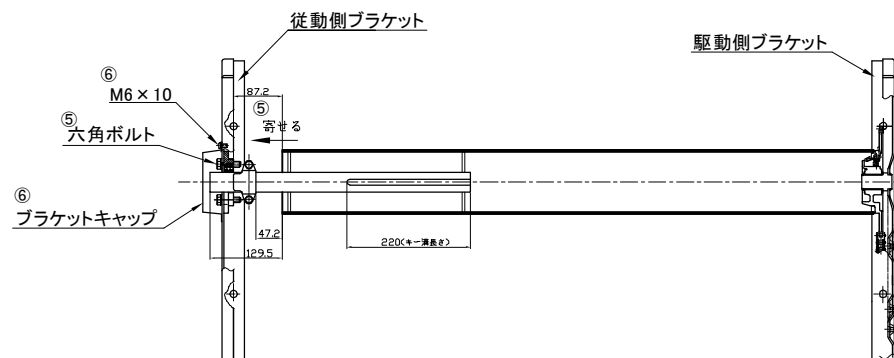 従動側ブラケット
駆動側ブラケット
⑥
M6×10
87.2
⑤
寄せる
⑤
六角ボルト
⑥
ブラケットキャップ
47.2
220(キー溝長さ)
129.5